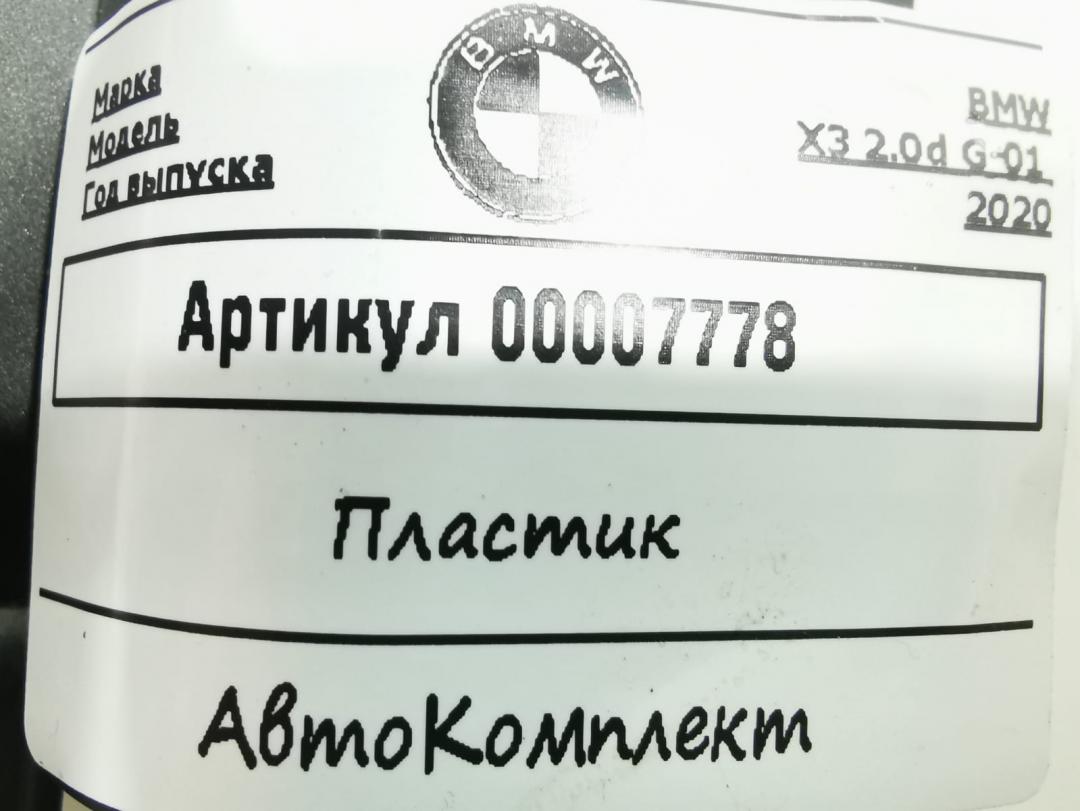 BMW
Марка BMW
Модель X3 2.0d G-01
Год выпуска 2020
Артикул 00007778
Пластик
АвтоКомплект